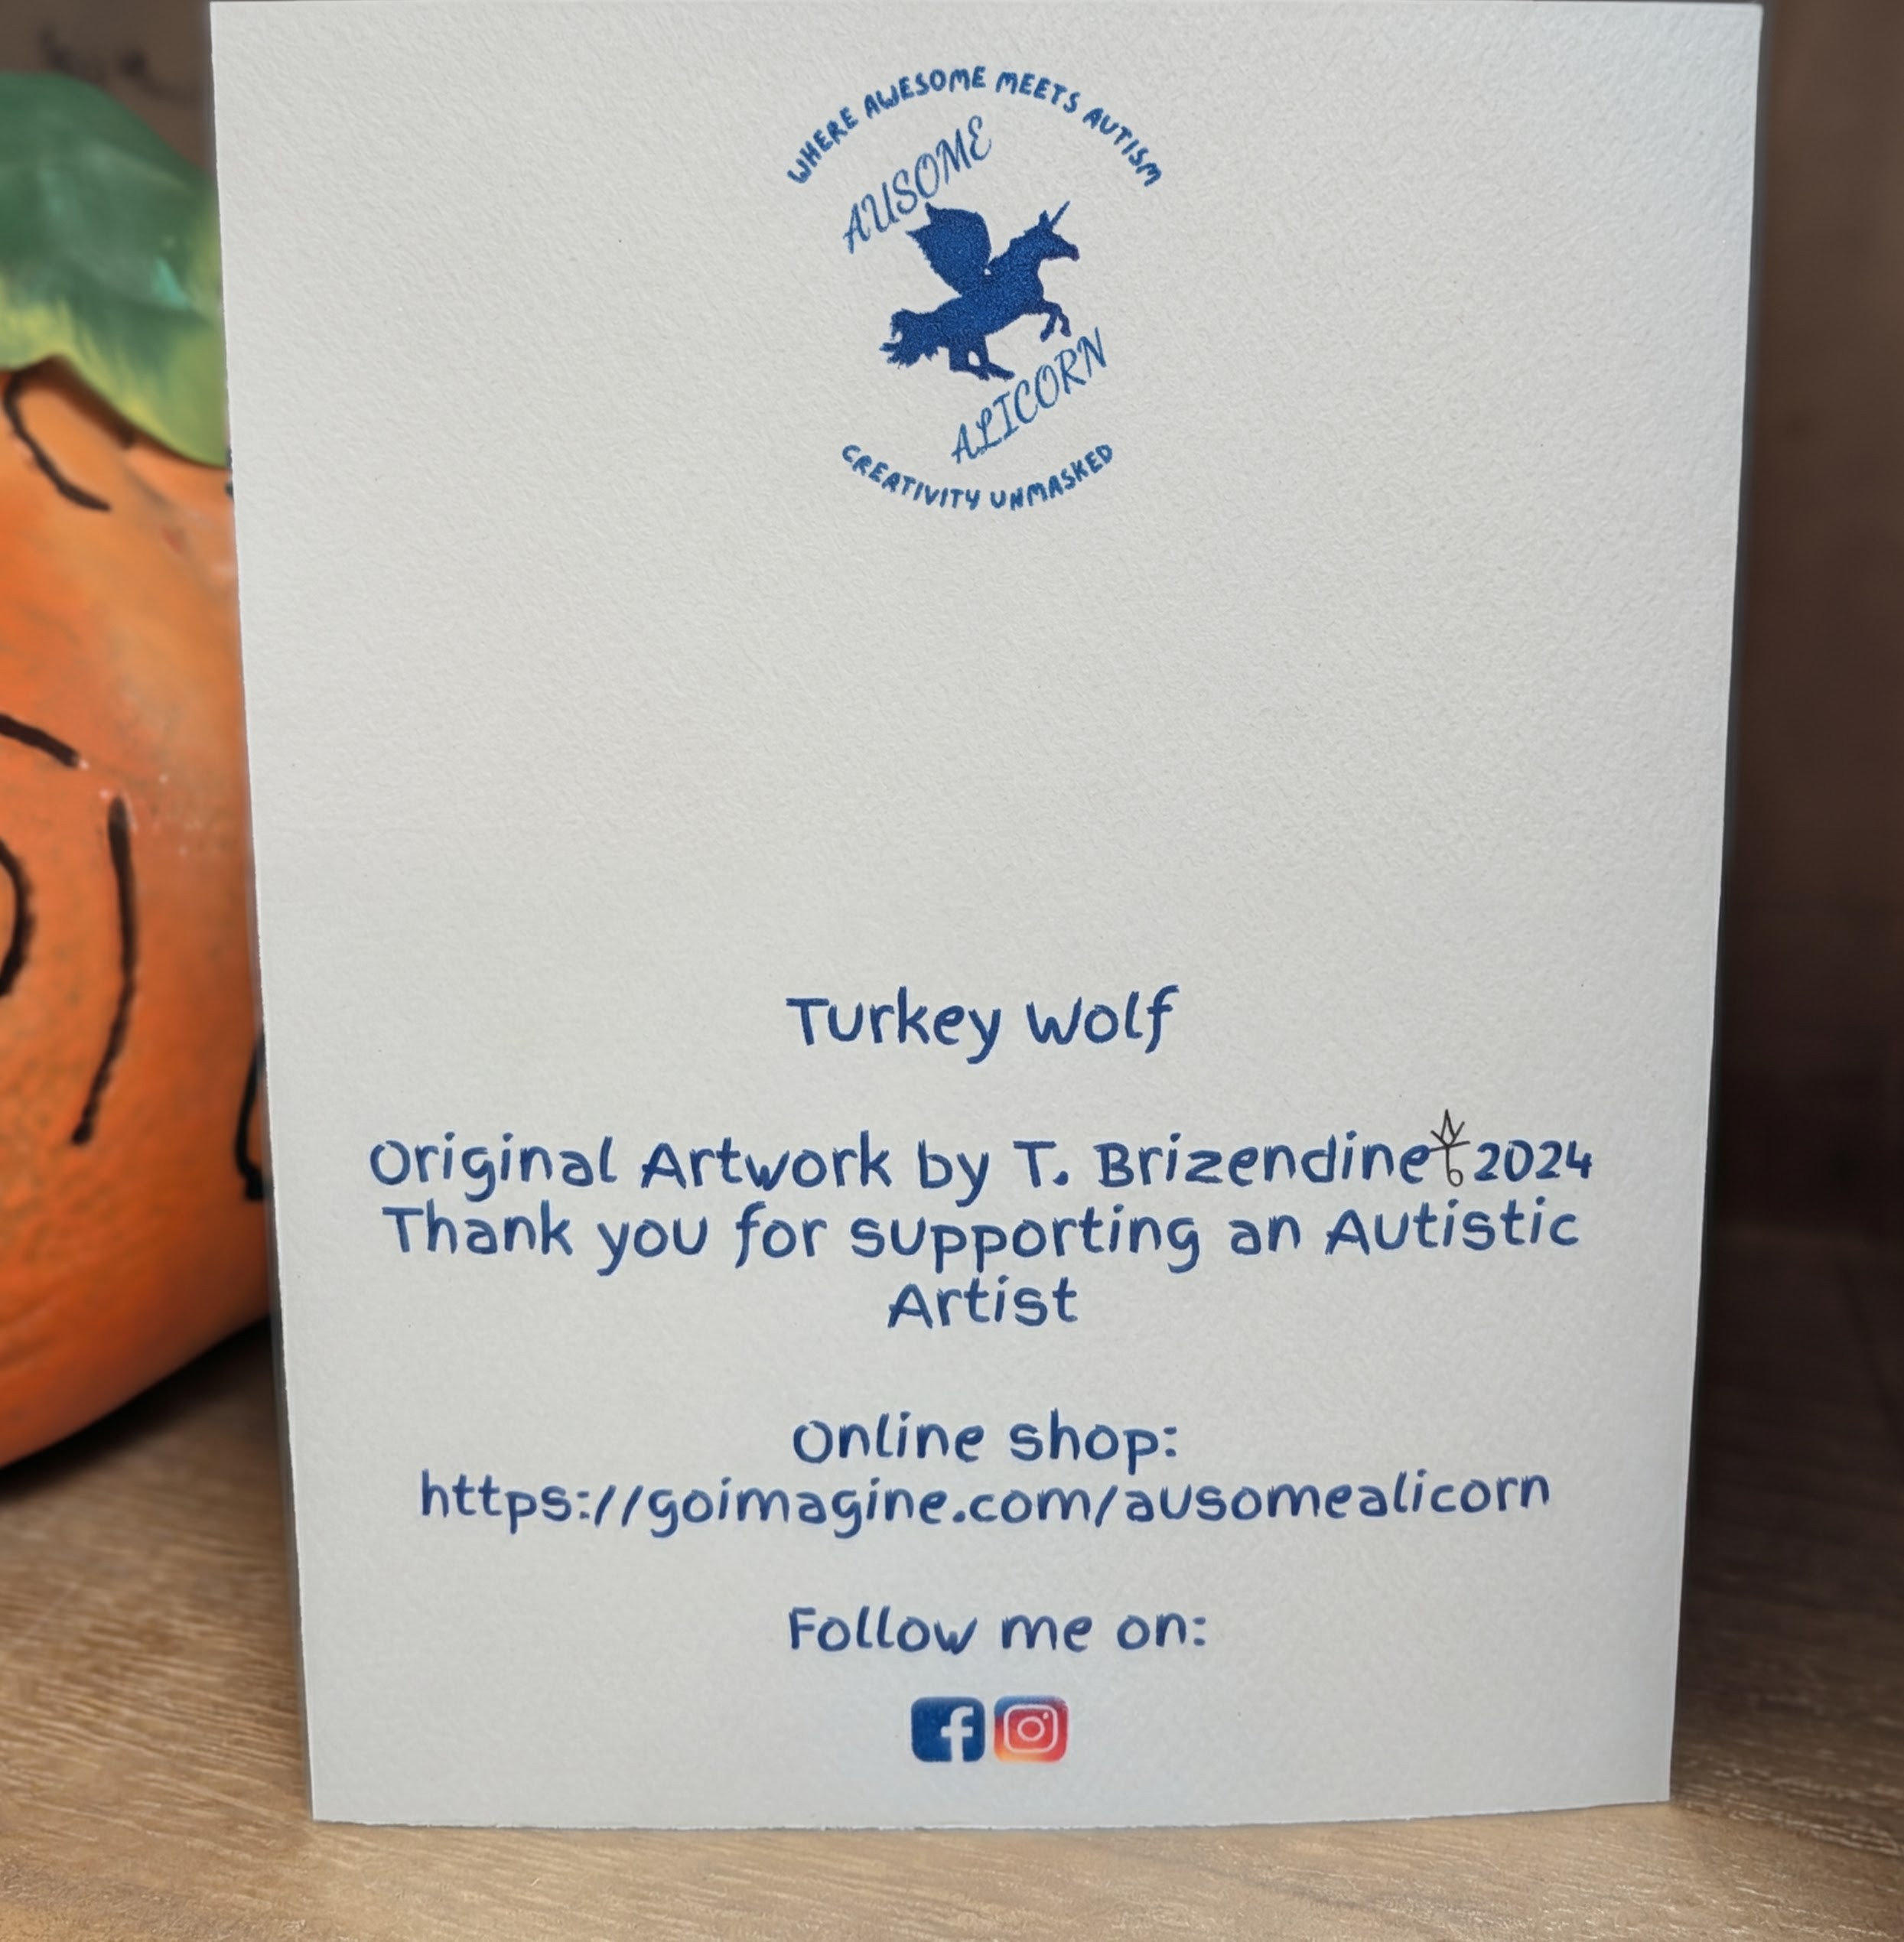 WHERE AWESOME MEETS AUTISM
AUSOME
ALICORN
CREATIVITY UNMASKED
Turkey Wolf
Original Artwork by T. Brizendine 2024
Thank you for supporting an Autistic
Artist
Online shop:
https://goimagine.com/ausomealicorn
Follow me on: